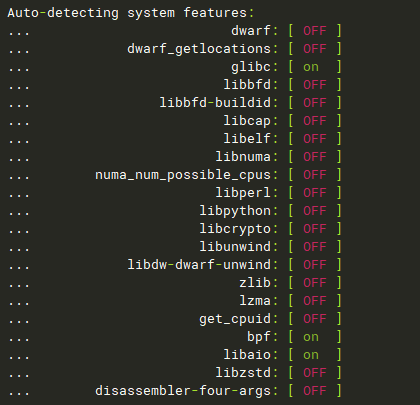 Auto-detecting system features:
... dwarf: [ OFF ]
... dwarf_getlocations: [ OFF ]
... glibc: [ on ]
... libbfd: [ OFF ]
... libbfd-buildid: [ OFF ]
... libcap: [ OFF ]
... libelf: [ OFF ]
... libnuma: [ OFF ]
... numa_num_possible_cpus: [ OFF ]
... libperl: [ OFF ]
... libpython: [ OFF ]
... libcrypto: [ OFF ]
... libunwind: [ OFF ]
... libdw-dwarf-unwind: [ OFF ]
... zlib: [ OFF ]
... lzma: [ OFF ]
... get_cpuid: [ OFF ]
... bpf: [ on ]
... libaio: [ on ]
... libzstd: [ OFF ]
... disassembler-four-args: [ OFF ]